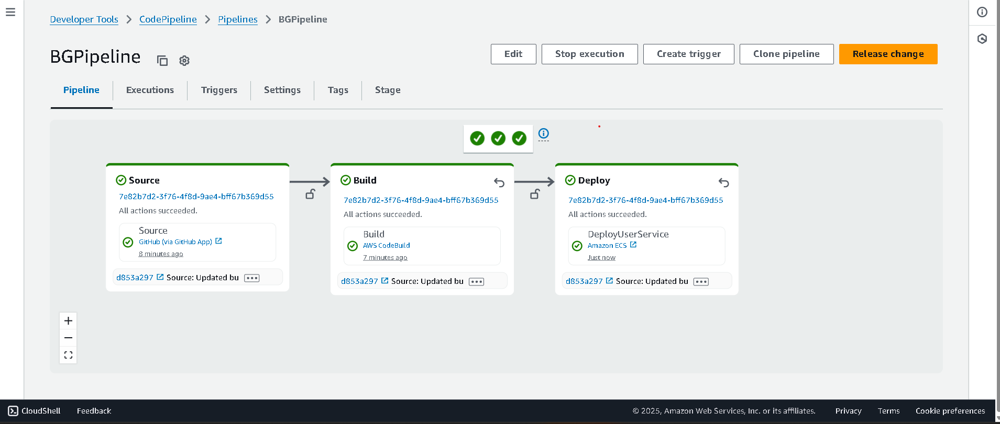 Developer Tools > CodePipeline > Pipelines > BGPipeline
BGPipeline
Edit
Stop execution
Create trigger
Clone pipeline
Release change
Pipeline
Executions
Triggers
Settings
Tags
Stage
Source
7e82b7d2-3f76-4f8d-9ae4-bff67b369d55
All actions succeeded.
Source
GitHub (via GitHub App)
8 minutes ago
d853a297 Source: Updated bu
Build
7e82b7d2-3f76-4f8d-9ae4-bff67b369d55
All actions succeeded.
Build
AWS CodeBuild
7 minutes ago
d853a297 Source: Updated bu
Deploy
7e82b7d2-3f76-4f8d-9ae4-bff67b369d55
All actions succeeded.
DeployUserService
Amazon ECS
Just now
d853a297 Source: Updated bu
CloudShell
Feedback
© 2025, Amazon Web Services, Inc. or its affiliates.
Privacy
Terms
Cookie preferences